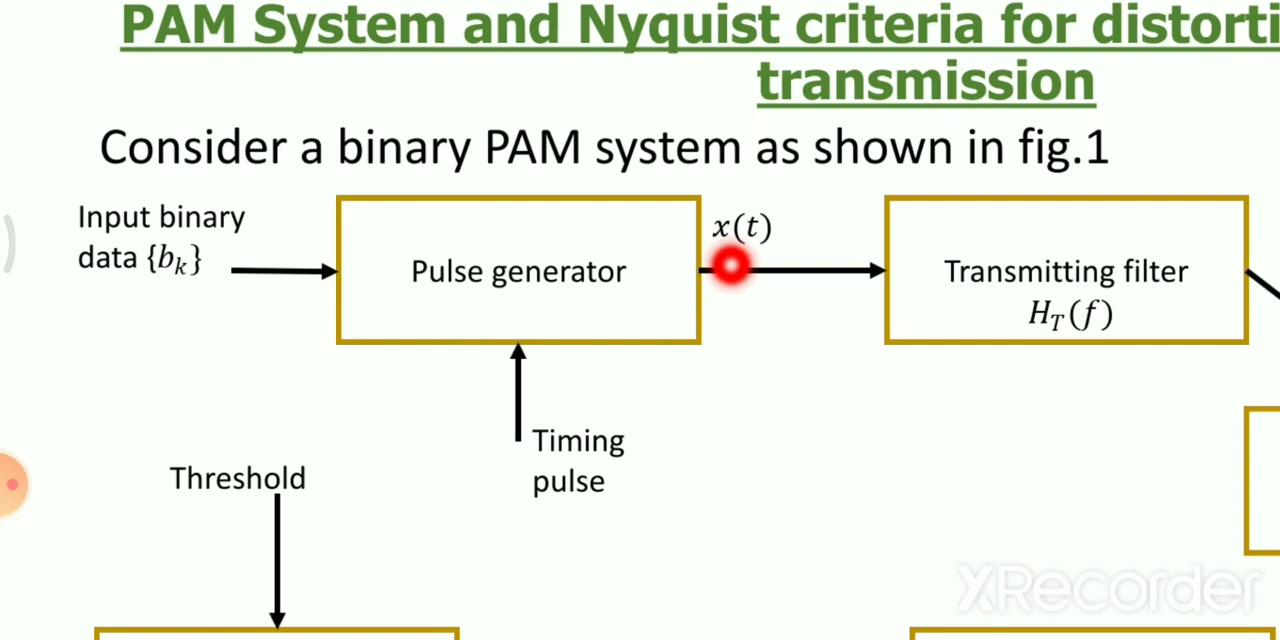 PAM System and Nyquist criteria for distorti
transmission
Consider a binary PAM system as shown in fig.1
Input binary
data {bₖ}
Pulse generator
x(t)
Transmitting filter
H_T(f)
Timing
pulse
Threshold
XRecorder